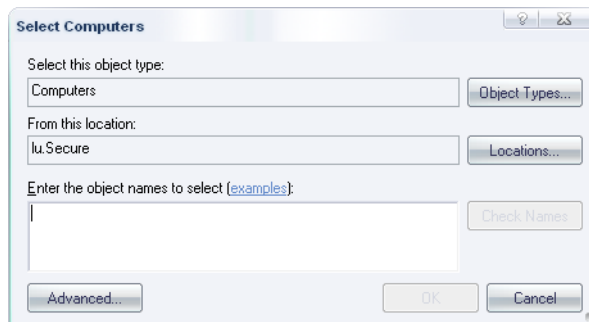 Select Computers
Select this object type:
Computers
Object Types...
From this location:
lu.Secure
Locations...
Enter the object names to select (examples):
Check Names
Advanced...
OK
Cancel